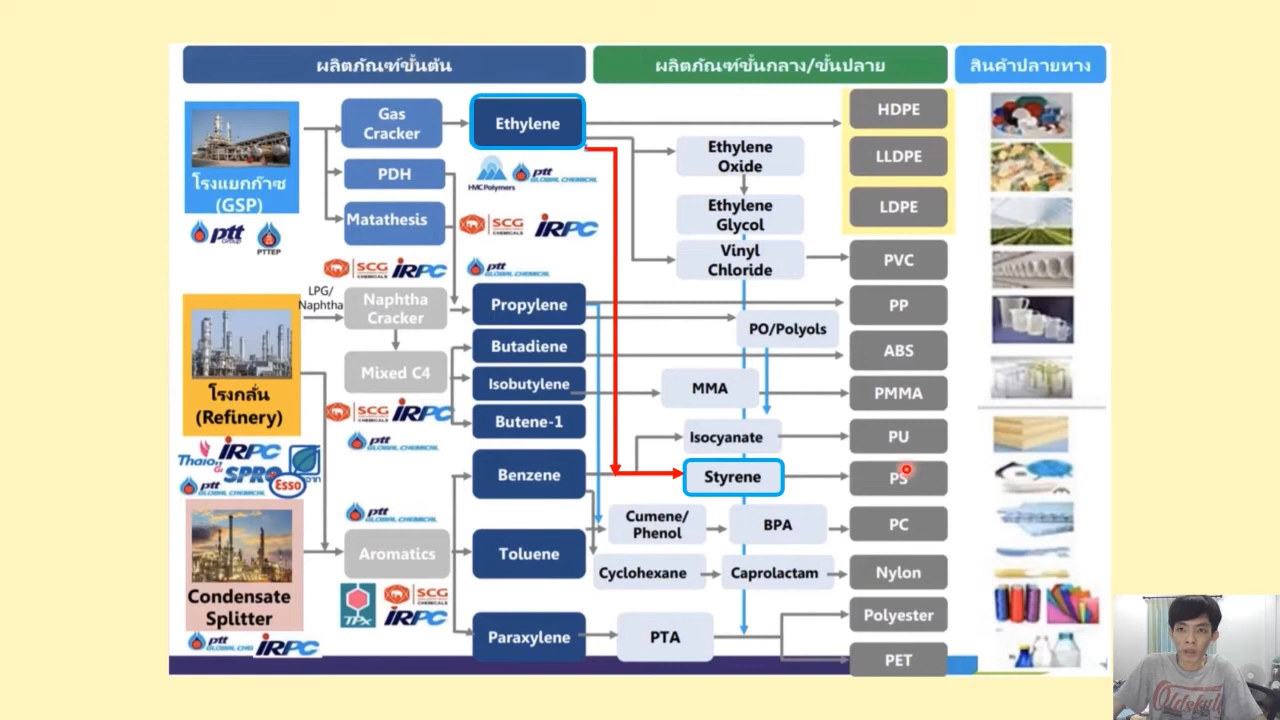 ผลิตภัณฑ์ขั้นต้น
ผลิตภัณฑ์ขั้นกลาง/ขั้นปลาย
สินค้าปลายทาง
โรงแยกก๊าซ
(GSP)
ptt
Group
PTTEP
Gas
Cracker
PDH
Matathesis
SCG
CHEMICALS
IRPC
Ethylene
HMC Polymers
ptt
GLOBAL CHEMICAL
SCG
CHEMICALS
IRPC
ptt
GLOBAL CHEMICAL
Ethylene
Oxide
Ethylene
Glycol
Vinyl
Chloride
HDPE
LLDPE
LDPE
PVC
LPG/
Naphtha
โรงกลั่น
(Refinery)
Thaioil
IRPC
SPRC
ptt
GLOBAL CHEMICAL
Esso
Naphtha
Cracker
Mixed C4
SCG
CHEMICALS
IRPC
ptt
GLOBAL CHEMICAL
Propylene
Butadiene
Isobutylene
Butene-1
PO/Polyols
MMA
PP
ABS
PMMA
Isocyanate
PU
Benzene
Styrene
PS
Condensate
Splitter
ptt
IRPC
ptt
GLOBAL CHEMICAL
Aromatics
TPX
SCG
CHEMICALS
IRPC
Toluene
Cumene/
Phenol
BPA
PC
Cyclohexane
Caprolactam
Nylon
Paraxylene
PTA
Polyester
PET